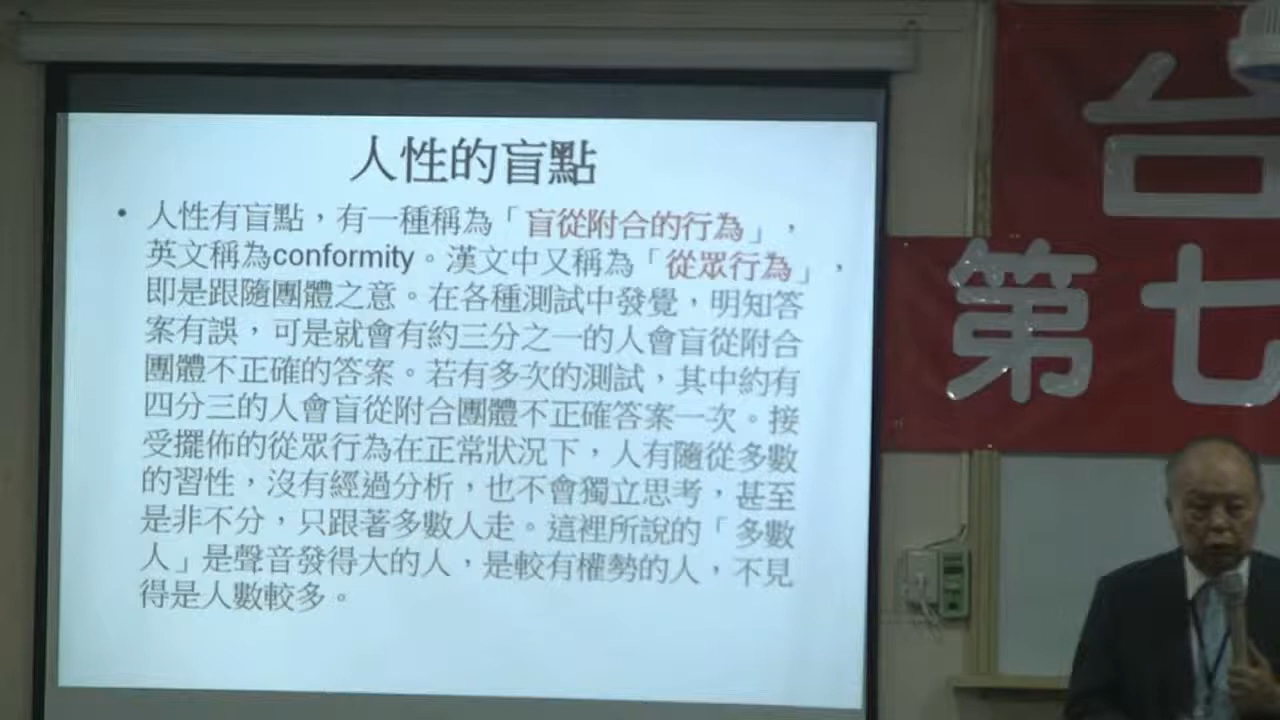 人性的盲點
• 人性有盲點，有一種稱為「盲從附合的行為」，
英文稱為conformity。漢文中又稱為「從眾行為」，
即是跟隨團體之意。在各種測試中發覺，明知答
案有誤，可是就會有約三分之一的人會盲從附合
團體不正確的答案。若有多次的測試，其中約有
四分三的人會盲從附合團體不正確答案一次。接
受擺佈的從眾行為在正常狀況下，人有隨從多數
的習性，沒有經過分析，也不會獨立思考，甚至
是非不分，只跟著多數人走。這裡所說的「多數
人」是聲音發得大的人，是較有權勢的人，不見
得是人數較多。
台
第七